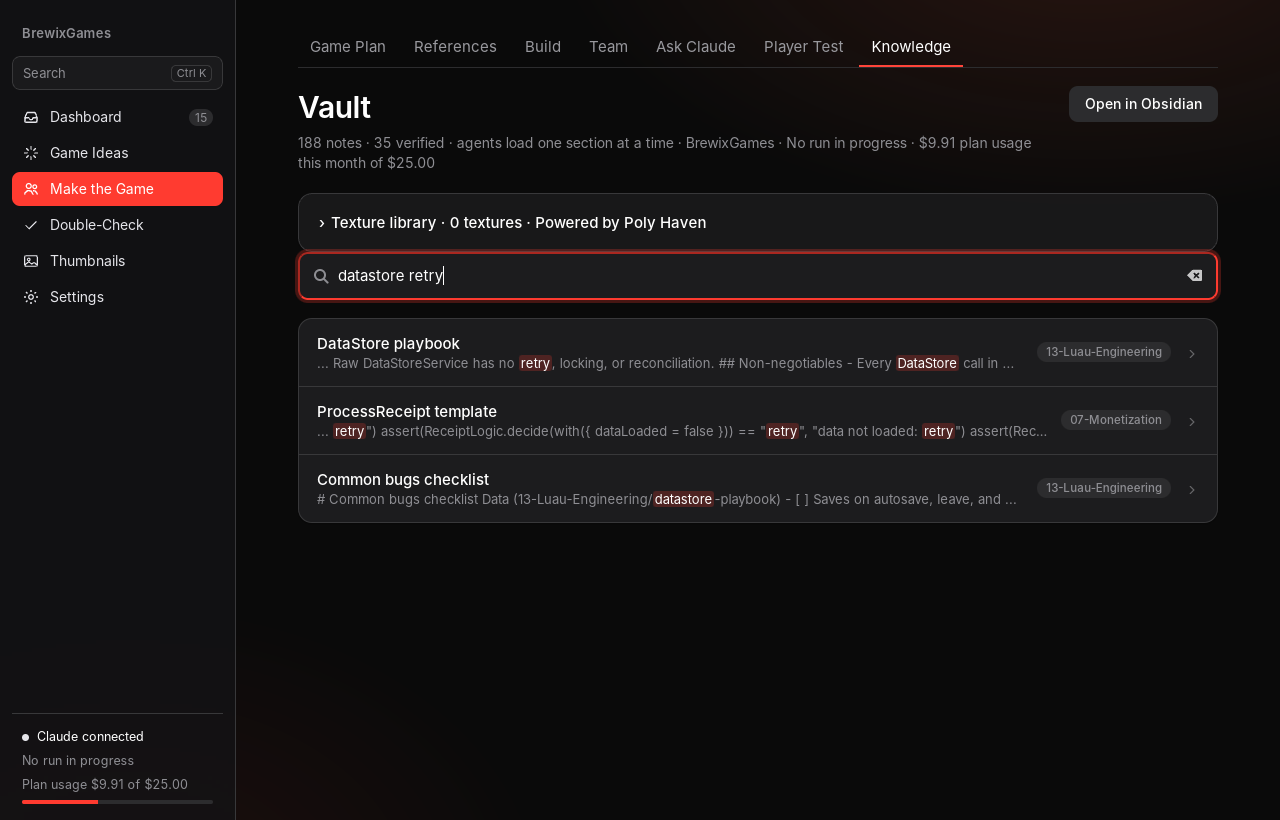 BrewixGames
Search
Ctrl K
Dashboard
15
Game Ideas
Make the Game
Double-Check
Thumbnails
Settings
Claude connected
No run in progress
Plan usage $9.91 of $25.00
Game Plan
References
Build
Team
Ask Claude
Player Test
Knowledge
Vault
Open in Obsidian
188 notes · 35 verified · agents load one section at a time · BrewixGames · No run in progress · $9.91 plan usage
this month of $25.00
› Texture library · 0 textures · Powered by Poly Haven
datastore retry
DataStore playbook
... Raw DataStoreService has no retry, locking, or reconciliation. ## Non-negotiables - Every DataStore call in ...
13-Luau-Engineering
ProcessReceipt template
... retry") assert(ReceiptLogic.decide(with({ dataLoaded = false })) == "retry", "data not loaded: retry") assert(Rec...
07-Monetization
Common bugs checklist
# Common bugs checklist Data (13-Luau-Engineering/datastore-playbook) - [ ] Saves on autosave, leave, and ...
13-Luau-Engineering